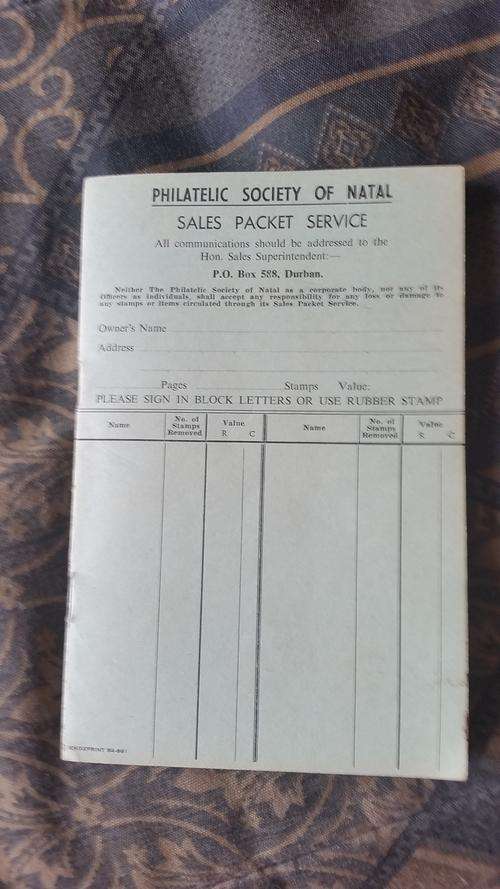 PHILATELIC SOCIETY OF NATAL
SALES PACKET SERVICE
All communications should be addressed to the
Hon. Sales Superintendent:—
P.O. Box 588, Durban.
Neither The Philatelic Society of Natal as a corporate body, nor any of its
Officers as individuals, shall accept any responsibility for any loss or damage to
any stamps or items circulated through its Sales Packet Service.
Owner's Name
Address
Pages Stamps Value:
PLEASE SIGN IN BLOCK LETTERS OR USE RUBBER STAMP
Name No. of Stamps Removed Value R C Name No. of Stamps Removed Value R C